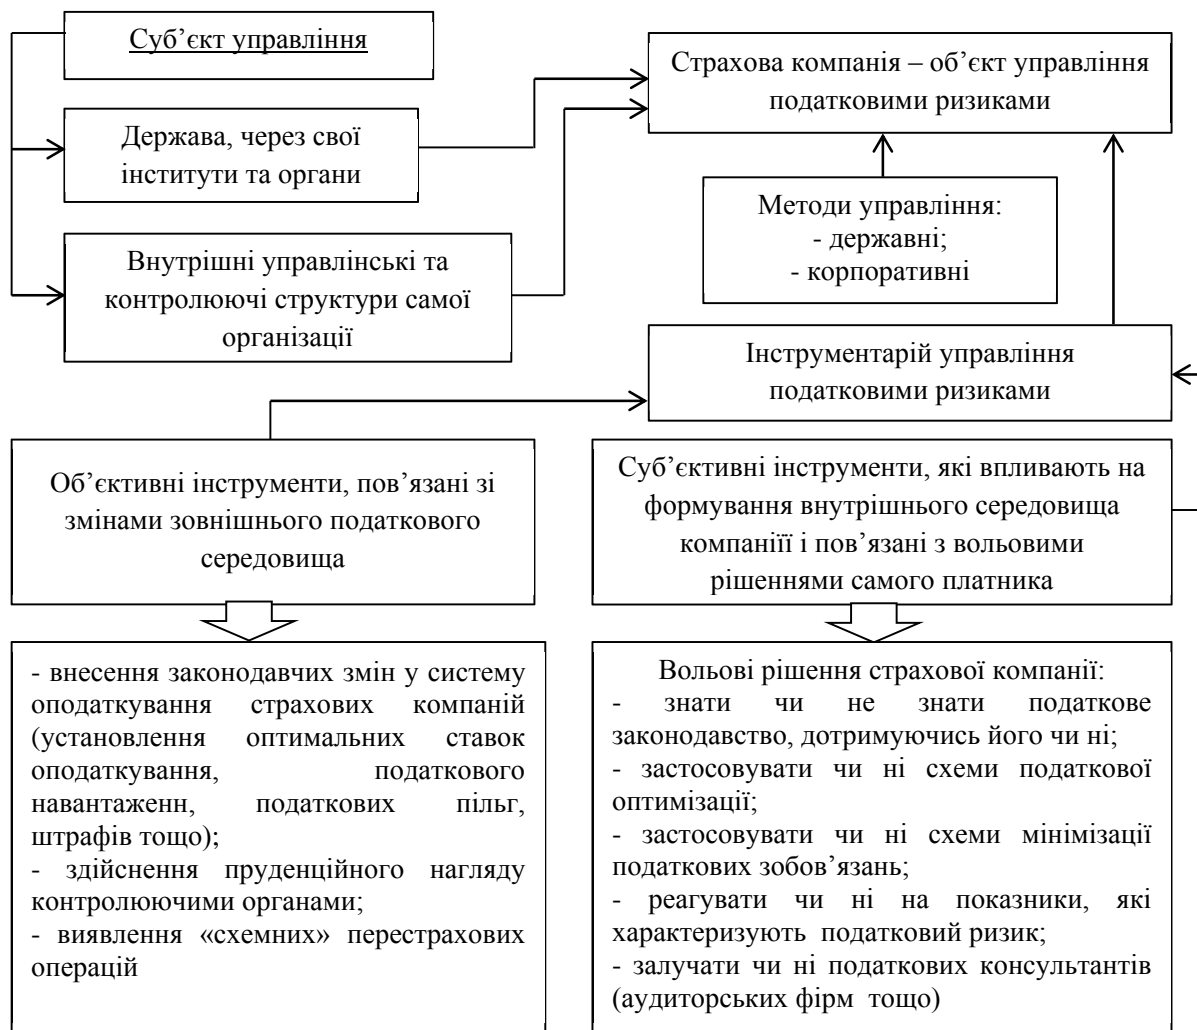 Суб’єкт управління
Держава, через свої
інститути та органи
Внутрішні управлінські та
контролюючі структури самої
організації
Страхова компанія – об’єкт управління
податковими ризиками
Методи управління:
- державні;
- корпоративні
Інструментарій управління
податковими ризиками
Об’єктивні інструменти, пов’язані зі
змінами зовнішнього податкового
середовища
Суб’єктивні інструменти, які впливають на
формування внутрішнього середовища
компаніїї і пов’язані з вольовими
рішеннями самого платника
- внесення законодавчих змін у систему
оподаткування страхових компаній
(установлення оптимальних ставок
оподаткування, податкового
навантаженн, податкових пільг,
штрафів тощо);
- здійснення пруденційного нагляду
контролюючими органами;
- виявлення «схемних» перестрахових
операцій
Вольові рішення страхової компанії:
- знати чи не знати податкове
законодавство, дотримуючись його чи ні;
- застосовувати чи ні схеми податкової
оптимізації;
- застосовувати чи ні схеми мінімізації
податкових зобов’язань;
- реагувати чи ні на показники, які
характеризують податковий ризик;
- залучати чи ні податкових консультантів
(аудиторських фірм тощо)